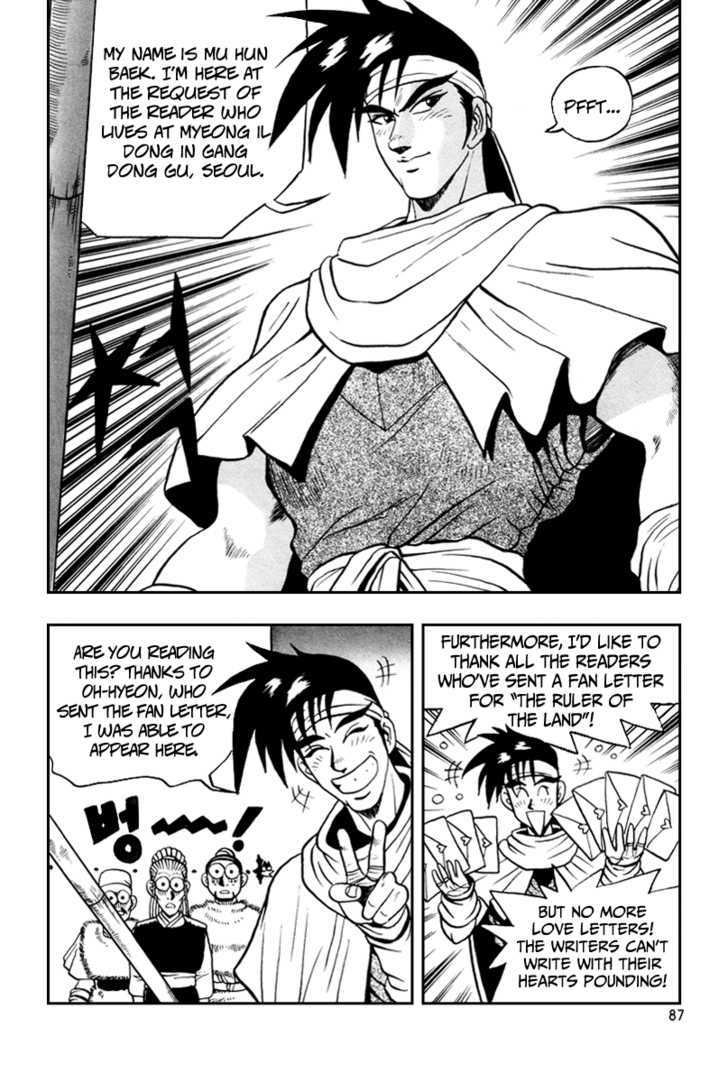 MY NAME IS MU HUN
BAEK. I'M HERE AT
THE REQUEST OF
THE READER WHO
LIVES AT MYEONG IL
DONG IN GANG
DONG GU, SEOUL.
PFFT...
ARE YOU READING
THIS? THANKS TO
OH-HYEON, WHO
SENT THE FAN LETTER,
I WAS ABLE TO
APPEAR HERE.
벙~~!
FURTHERMORE, I'D LIKE TO
THANK ALL THE READERS
WHO'VE SENT A FAN LETTER
FOR "THE RULER OF
THE LAND"!
BUT NO MORE
LOVE LETTERS!
THE WRITERS CAN'T
WRITE WITH THEIR
HEARTS POUNDING!
87